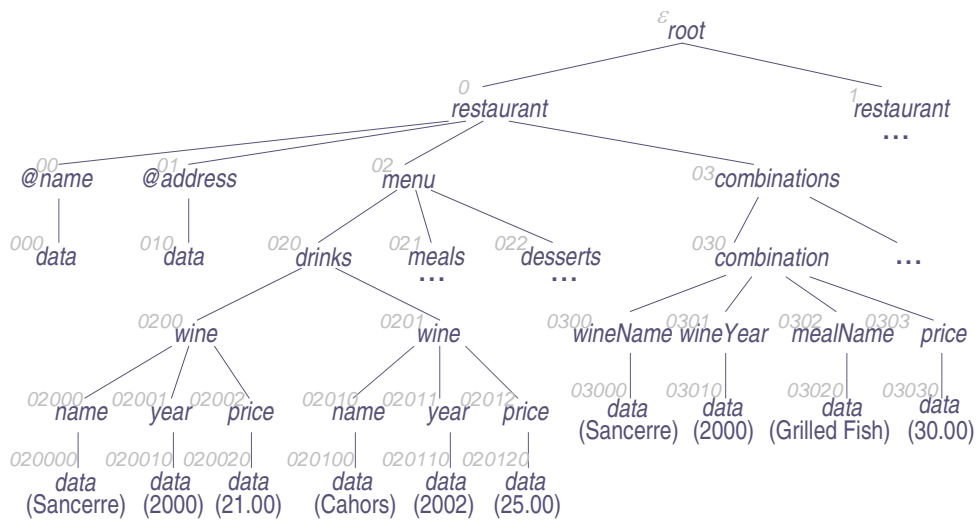 ε root
0 restaurant 1 restaurant
...
00 @name 01 @address 02 menu 03 combinations
000 data 010 data 020 drinks 021 meals 022 desserts 030 combination ...
... ...
0200 wine 0201 wine 0300 wineName 0301 wineYear 0302 mealName 0303 price
02000 name 02001 year 02002 price 02010 name 02011 year 02012 price 03000 data 03010 data 03020 data 03030 data
(Sancerre) (2000) (Grilled Fish) (30.00)
020000 data 020010 data 020020 data 020100 data 020110 data 020120 data
(Sancerre) (2000) (21.00) (Cahors) (2002) (25.00)